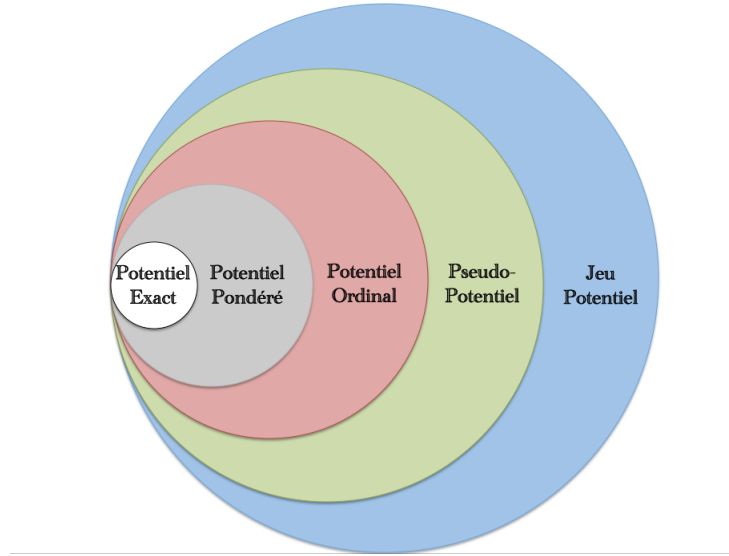 Potentiel
Exact
Potentiel
Pondéré
Potentiel
Ordinal
Pseudo-
Potentiel
Jeu
Potentiel